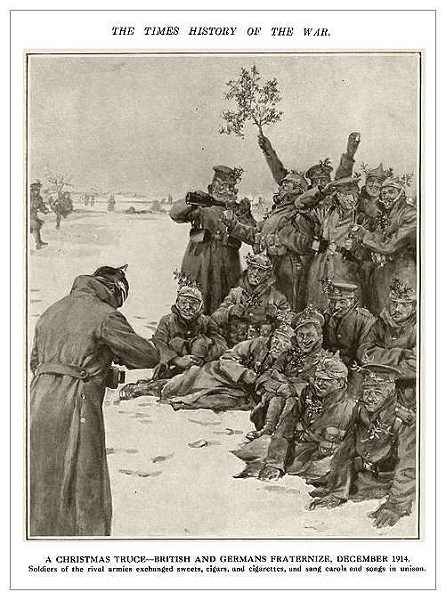 THE TIMES HISTORY OF THE WAR.
A CHRISTMAS TRUCE—BRITISH AND GERMANS FRATERNIZE, DECEMBER 1914.
Soldiers of the rival armies exchanged sweets, cigars, and cigarettes, and sang carols and songs in unison.